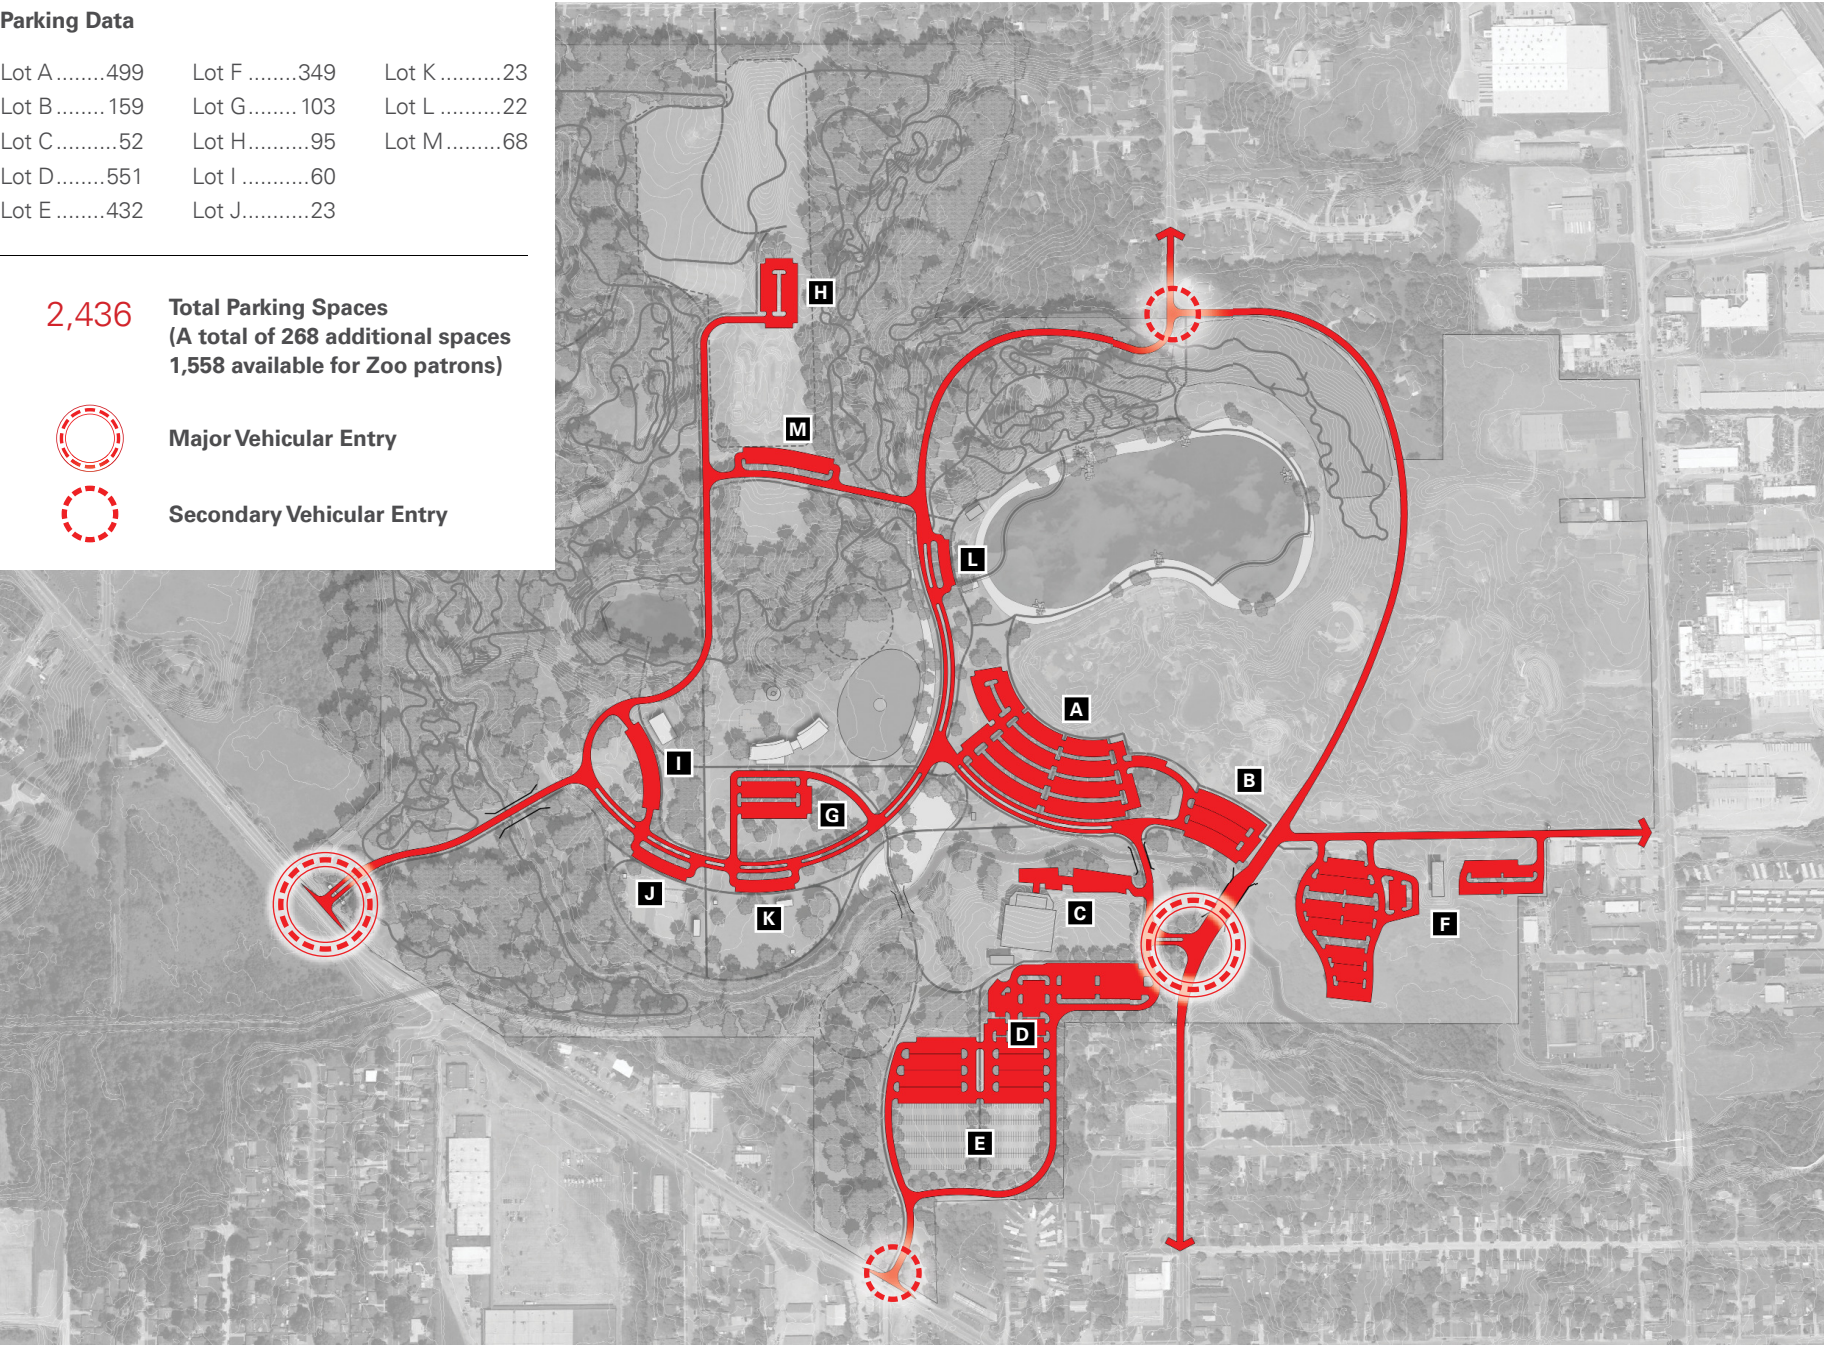 Parking Data
Lot A ........499
Lot B ........ 159
Lot C ..........52
Lot D ........551
Lot E ........432
Lot F ........349
Lot G ........ 103
Lot H ..........95
Lot I ...........60
Lot J ...........23
Lot K ..........23
Lot L ..........22
Lot M .........68
2,436
Total Parking Spaces
(A total of 268 additional spaces
1,558 available for Zoo patrons)
Major Vehicular Entry
Secondary Vehicular Entry
H
M
L
A
I
B
G
J
K
C
F
D
E